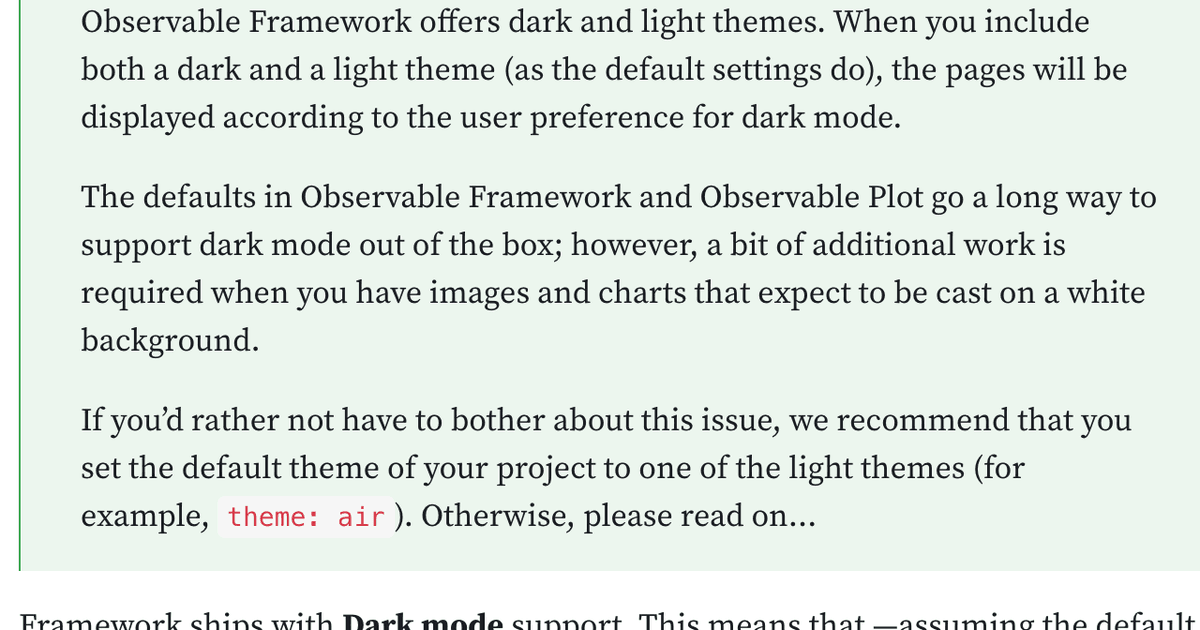 Observable Framework offers dark and light themes. When you include
both a dark and a light theme (as the default settings do), the pages will be
displayed according to the user preference for dark mode.
The defaults in Observable Framework and Observable Plot go a long way to
support dark mode out of the box; however, a bit of additional work is
required when you have images and charts that expect to be cast on a white
background.
If you’d rather not have to bother about this issue, we recommend that you
set the default theme of your project to one of the light themes (for
example, theme: air). Otherwise, please read on…
Framework ships with Dark mode support. This means that —assuming the default